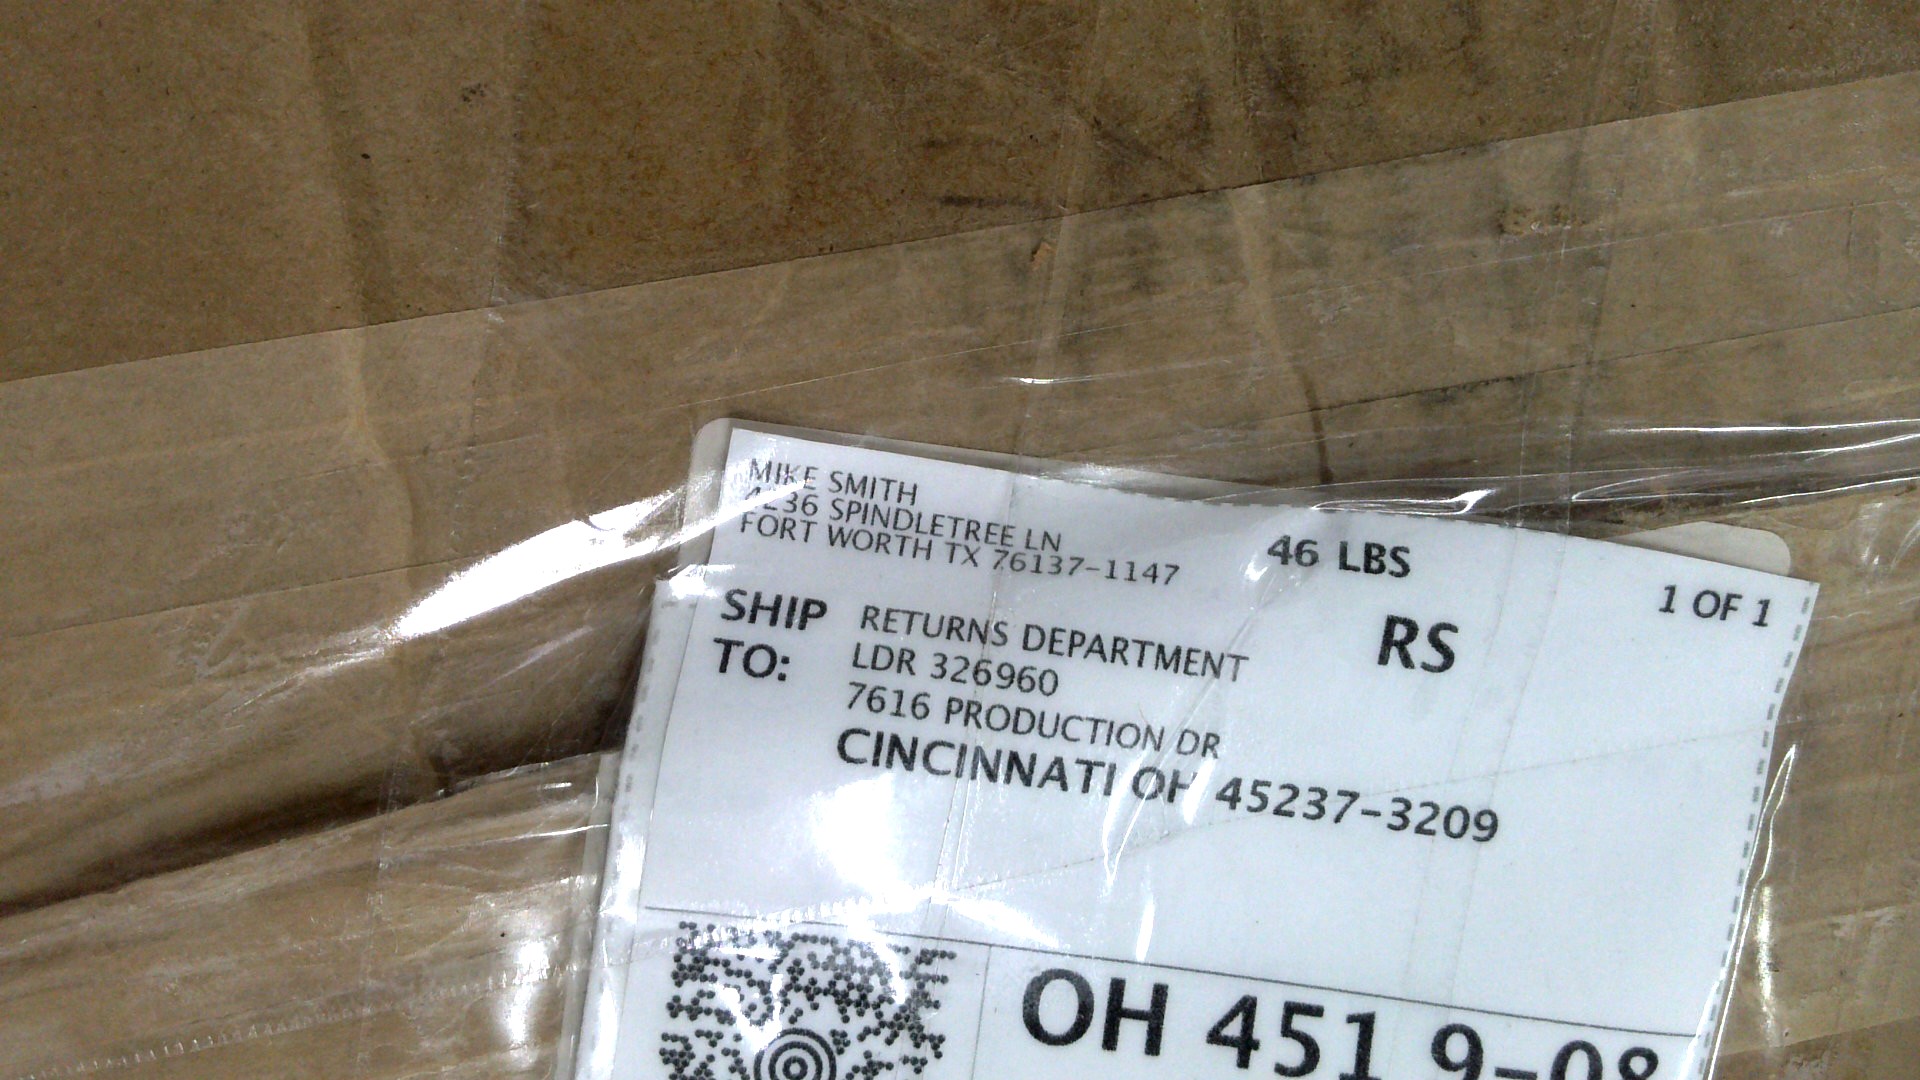 MIKE SMITH
SPINDLETREE LN
FORT WORTH TX 76137-1147
46 LBS
1 OF 1
RS
SHIP TO:
RETURNS DEPARTMENT
LDR 326960
7616 PRODUCTION DR
CINCINNATI OH 45237-3209
OH 451 9-08